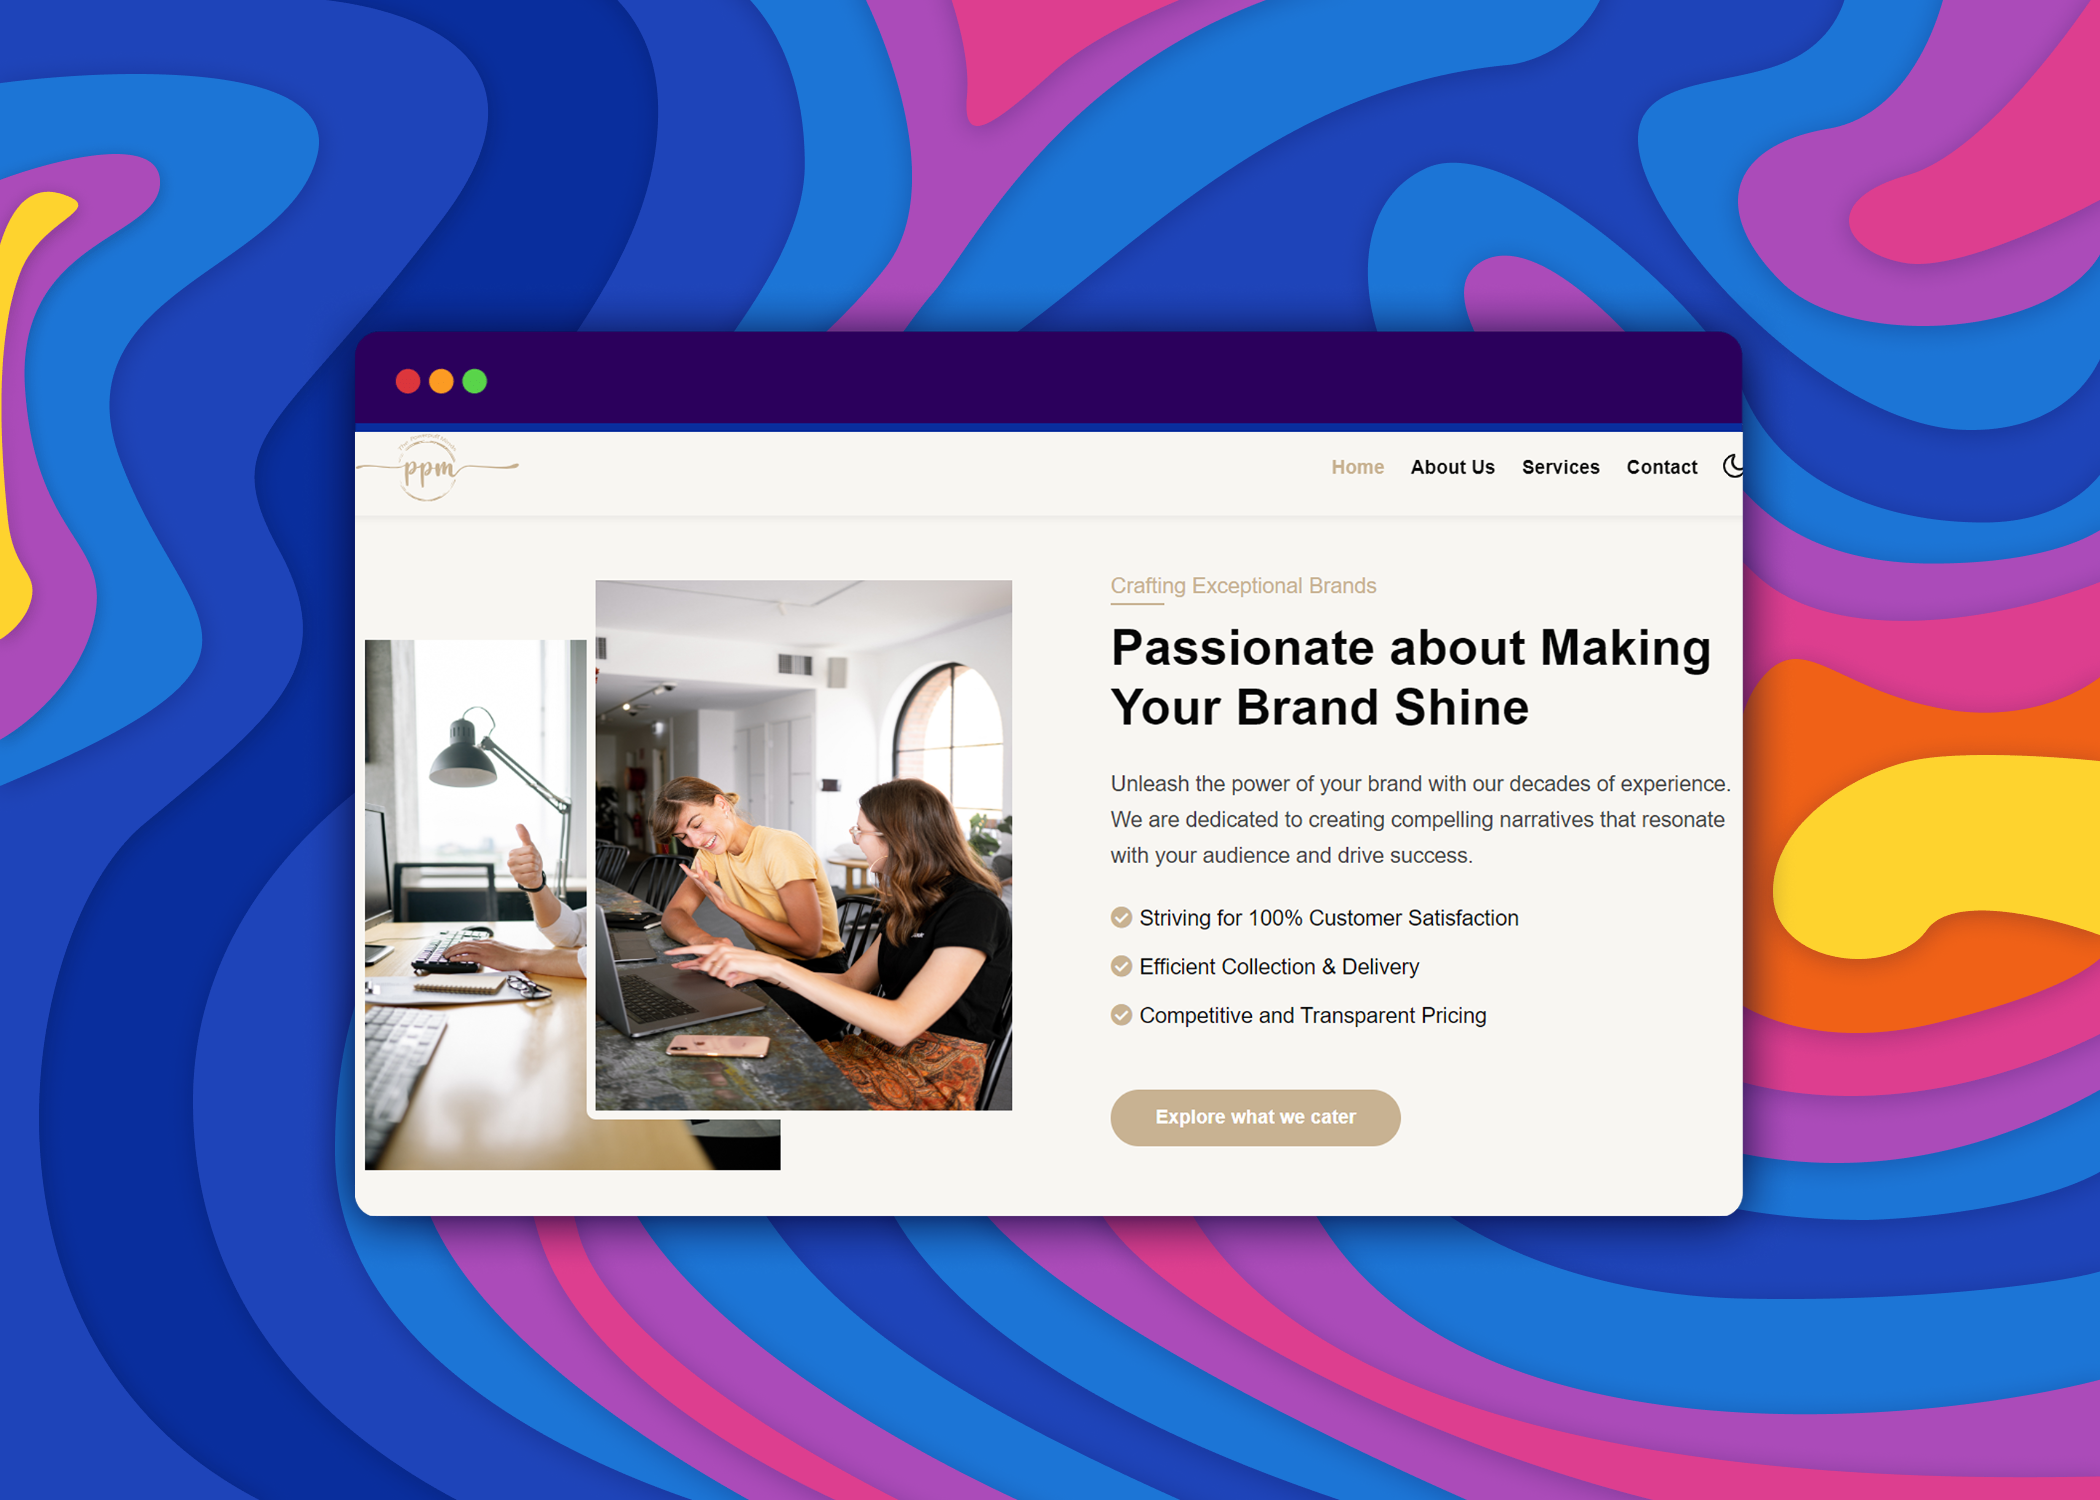 ppm
Home
About Us
Services
Contact
Crafting Exceptional Brands
Passionate about Making
Your Brand Shine
Unleash the power of your brand with our decades of experience.
We are dedicated to creating compelling narratives that resonate
with your audience and drive success.
Striving for 100% Customer Satisfaction
Efficient Collection & Delivery
Competitive and Transparent Pricing
Explore what we cater